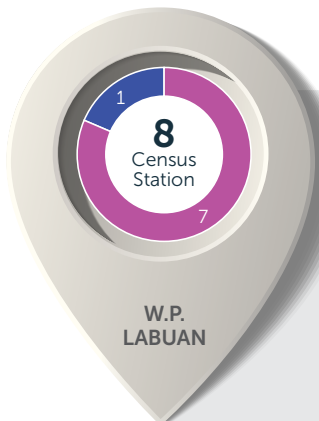 1
8
Census
Station
7
W.P.
LABUAN